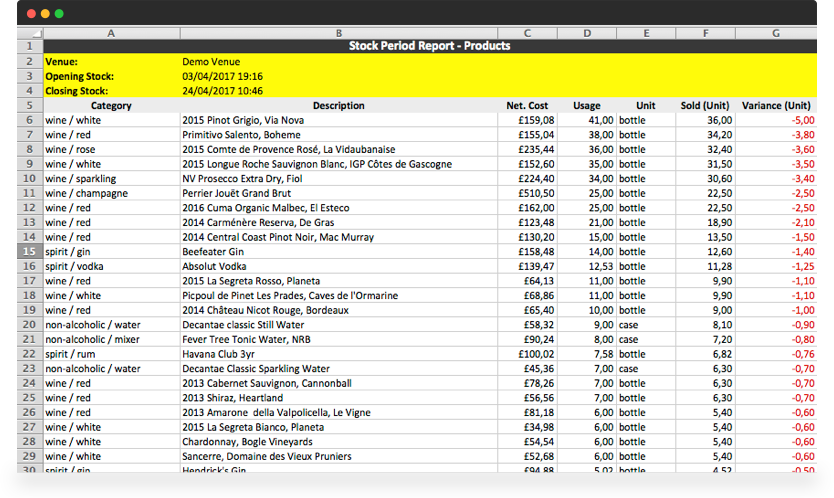 A B C D E F G
1 Stock Period Report - Products
2 Venue: Demo Venue
3 Opening Stock: 03/04/2017 19:16
4 Closing Stock: 24/04/2017 10:46
5 Category Description Net. Cost Usage Unit Sold (Unit) Variance (Unit)
6 wine / white 2015 Pinot Grigio, Via Nova £159,08 41,00 bottle 36,00 -5,00
7 wine / red Primitivo Salento, Boheme £155,04 38,00 bottle 34,20 -3,80
8 wine / rose 2015 Comte de Provence Rosé, La Vidaubanaise £235,44 36,00 bottle 32,40 -3,60
9 wine / white 2015 Longue Roche Sauvignon Blanc, IGP Côtes de Gascogne £152,60 35,00 bottle 31,50 -3,50
10 wine / sparkling NV Prosecco Extra Dry, Fiol £224,40 34,00 bottle 30,60 -3,40
11 wine / champagne Perrier Jouët Grand Brut £510,50 25,00 bottle 22,50 -2,50
12 wine / red 2016 Cuma Organic Malbec, El Esteco £162,00 25,00 bottle 22,50 -2,50
13 wine / red 2014 Carménère Reserva, De Gras £123,48 21,00 bottle 18,90 -2,10
14 wine / red 2014 Central Coast Pinot Noir, Mac Murray £130,20 15,00 bottle 13,50 -1,50
15 spirit / gin Beefeater Gin £158,48 14,00 bottle 12,60 -1,40
16 spirit / vodka Absolut Vodka £139,47 12,53 bottle 11,28 -1,25
17 wine / red 2015 La Segreta Rosso, Planeta £64,13 11,00 bottle 9,90 -1,10
18 wine / white Picpoul de Pinet Les Prades, Caves de l'Ormarine £68,86 11,00 bottle 9,90 -1,10
19 wine / red 2014 Château Nicot Rouge, Bordeaux £65,40 10,00 bottle 9,00 -1,00
20 non-alcoholic / water Decantae classic Still Water £58,32 9,00 case 8,10 -0,90
21 non-alcoholic / mixer Fever Tree Tonic Water, NRB £90,24 8,00 case 7,20 -0,80
22 spirit / rum Havana Club 3yr £100,02 7,58 bottle 6,82 -0,76
23 non-alcoholic / water Decantae Classic Sparkling Water £45,36 7,00 case 6,30 -0,70
24 wine / red 2013 Cabernet Sauvignon, Cannonball £78,26 7,00 bottle 6,30 -0,70
25 wine / red 2013 Shiraz, Heartland £56,56 7,00 bottle 6,30 -0,70
26 wine / red 2013 Amarone della Valpolicella, Le Vigne £81,18 6,00 bottle 5,40 -0,60
27 wine / white 2015 La Segreta Bianco, Planeta £34,98 6,00 bottle 5,40 -0,60
28 wine / white Chardonnay, Bogle Vineyards £54,54 6,00 bottle 5,40 -0,60
29 wine / white Sancerre, Domaine des Vieux Pruniers £52,68 6,00 bottle 5,40 -0,60
30 spirit / gin Hendrick's Gin £94,88 5,02 bottle 4,52 -0,50